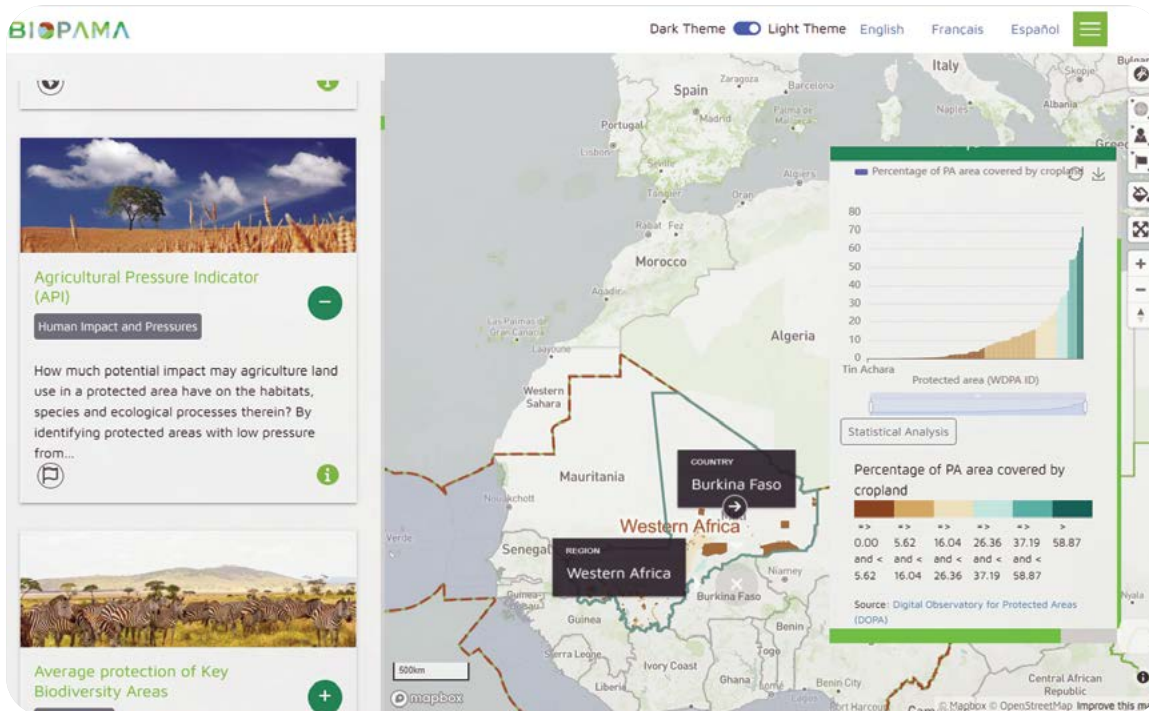 BIOPAMA
Dark Theme Light Theme English Français Español
Agricultural Pressure Indicator
(API)
Human Impact and Pressures
How much potential impact may agriculture land
use in a protected area have on the habitats,
species and ecological processes therein? By
identifying protected areas with low pressure
from...
Average protection of Key
Biodiversity Areas
Italy
Spain
Zaragoza
Barcelona
Skopje
Madrid
Naples
Albania
Palma de
Portugal
Lisbon
Seville
Tangier
Algiers
Oran
Rabat Fez
Morocco
Agadir
Las Palmas de
Gran Canaria
Laayoune
Algeria
Western
Sahara
Mauritania
Nouakchott
COUNTRY
Burkina Faso
Western Africa
REGION
Western Africa
Verde
Senegal
Niamey
Burkina Faso
Guinea
Benin
Togo
Sierra Leone
Ivory Coast
Ghana
Lomé
Benin City
Liberia
Port Harcourt
Nyala
Central African
Republic
500km
mapbox
© Mapbox © OpenStreetMap Improve this m
Percentage of PA area covered by cropland
80
70
60
50
40
30
20
10
0
Tin Achara
Protected area (WDPA ID)
Statistical Analysis
Percentage of PA area covered by
cropland
=> => => => => >
0.00 5.62 16.04 26.36 37.19 58.87
and < and < and < and < and <
5.62 16.04 26.36 37.19 58.87
Source: Digital Observatory for Protected Areas
(DOPA)